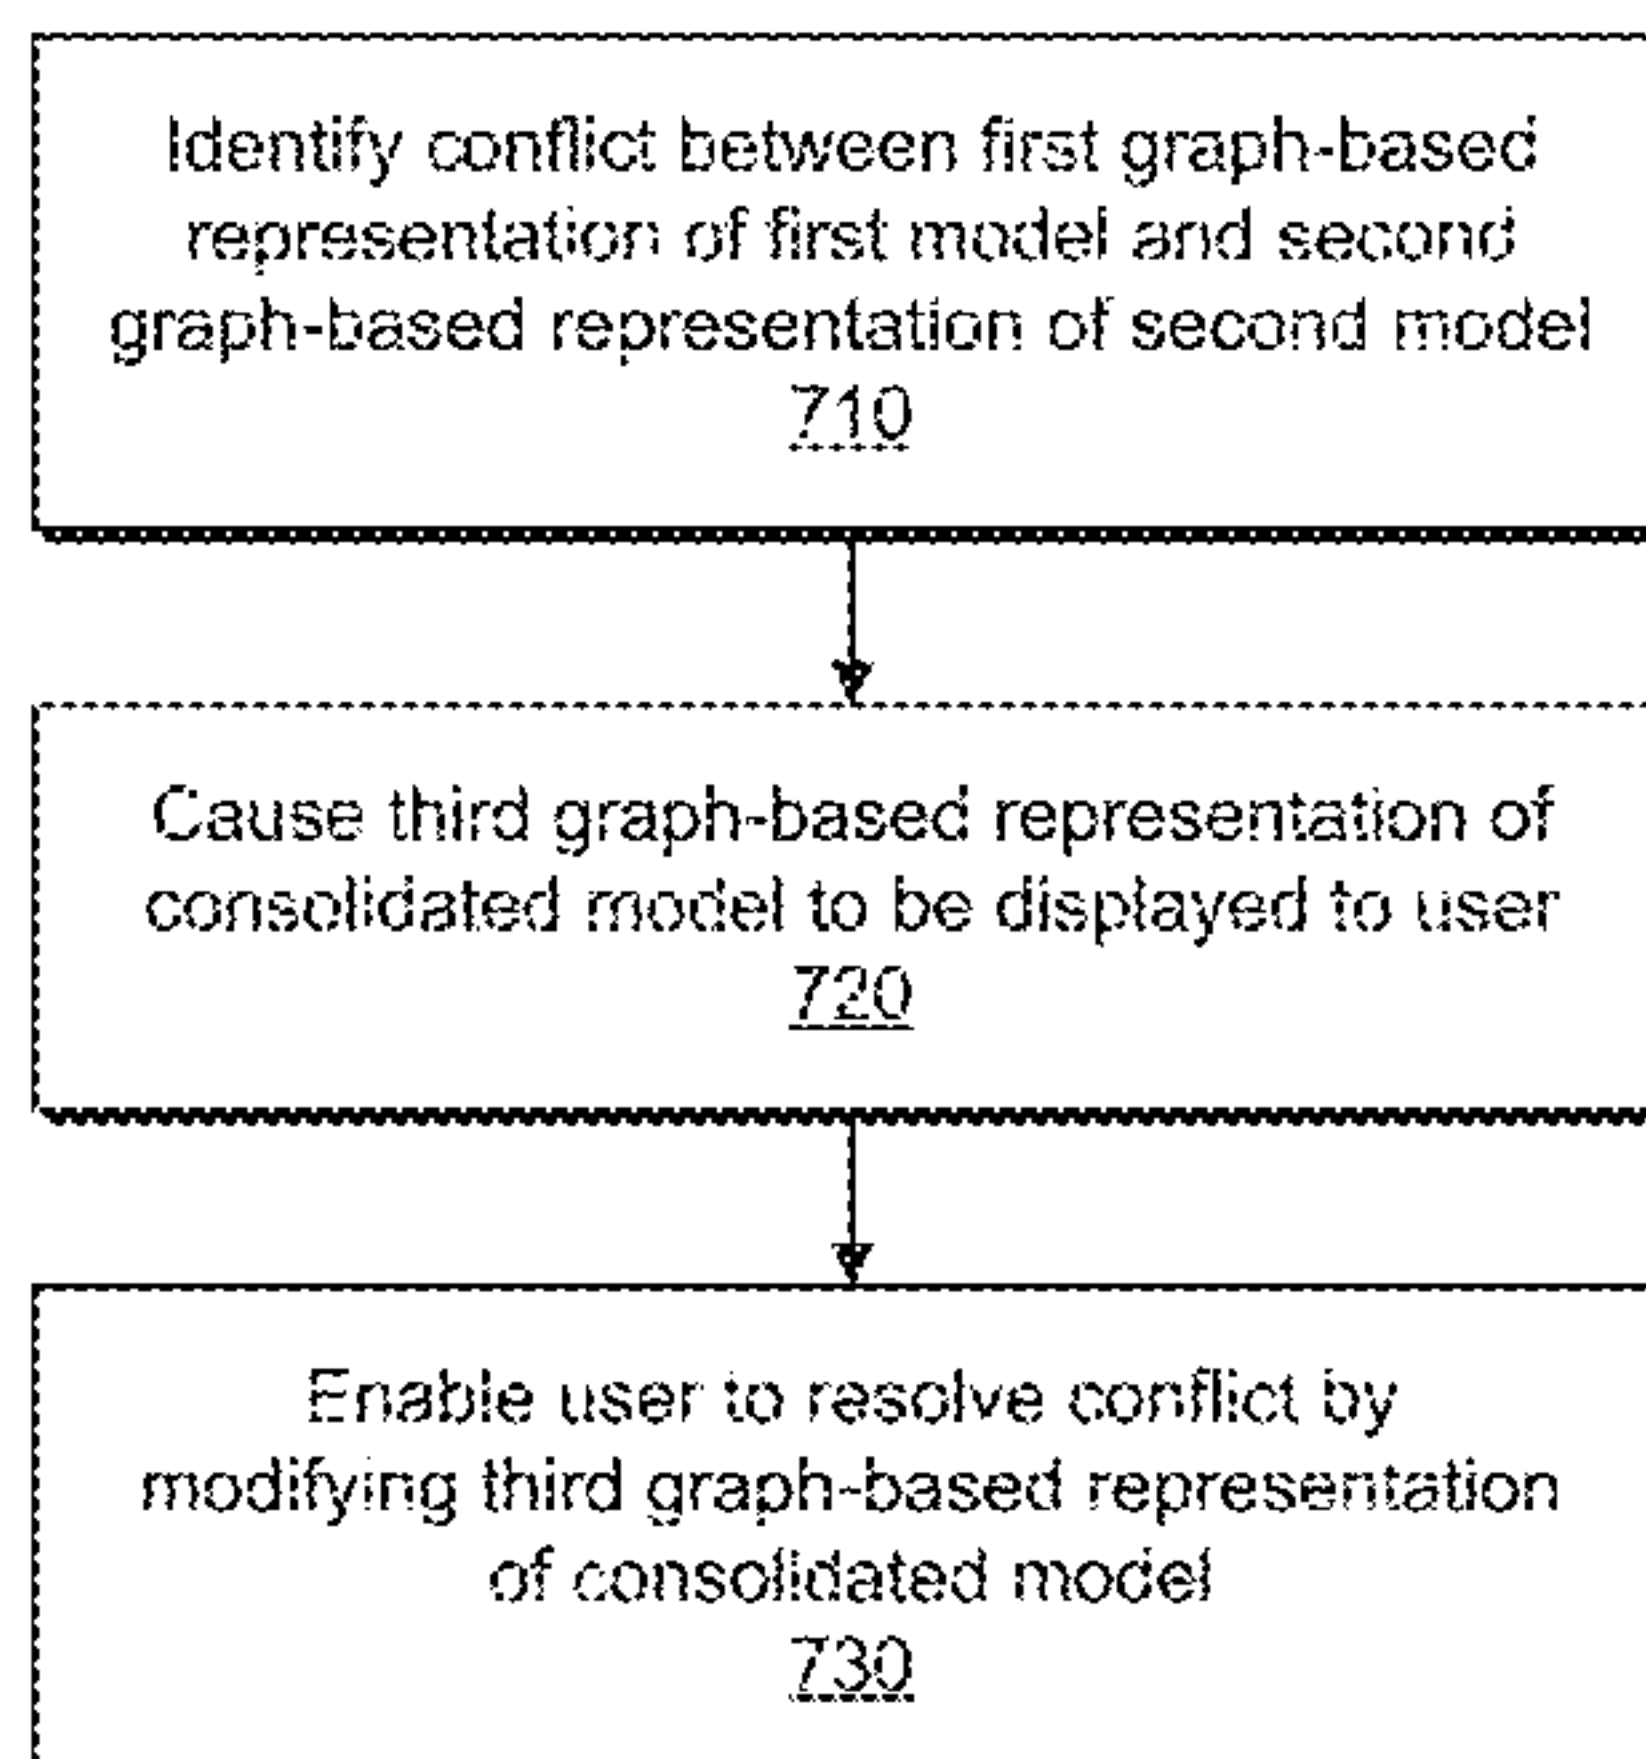 Identify conflict between first graph-based
representation of first model and second
graph-based representation of second model
710
Cause third graph-based representation of
consolidated model to be displayed to user
720
Enable user to resolve conflict by
modifying third graph-based representation
of consolidated model
730